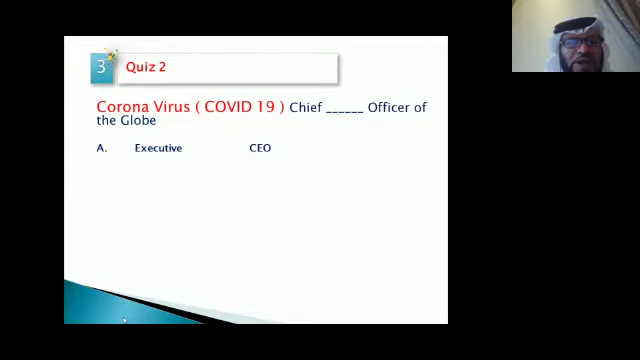 3 Quiz 2
Corona Virus ( COVID 19 ) Chief ______ Officer of
the Globe
A. Executive CEO